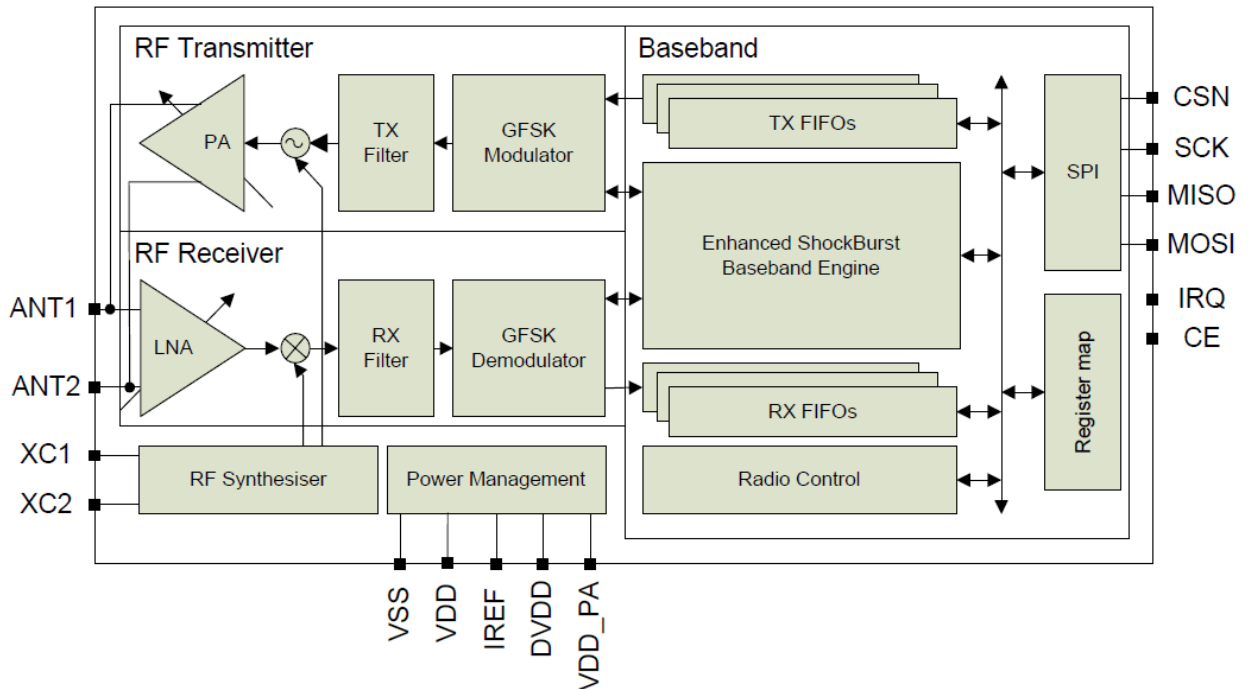 RF Transmitter
Baseband
PA
TX
Filter
GFSK
Modulator
TX FIFOs
SPI
CSN
SCK
MISO
MOSI
Enhanced ShockBurst
Baseband Engine
RF Receiver
ANT1
ANT2
LNA
RX
Filter
GFSK
Demodulator
RX FIFOs
Register map
IRQ
CE
XC1
XC2
RF Synthesiser
Power Management
Radio Control
VSS
VDD
IREF
DVDD
VDD_PA